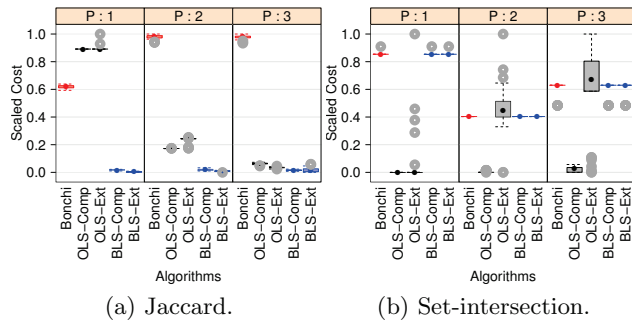 P : 1 P : 2 P : 3
Scaled Cost
1.0
0.8
0.6
0.4
0.2
0.0
Bonchi OLS−Comp OLS−Ext BLS−Comp BLS−Ext Bonchi OLS−Comp OLS−Ext BLS−Comp BLS−Ext Bonchi OLS−Comp OLS−Ext BLS−Comp BLS−Ext
Algorithms
(a) Jaccard.
P : 1 P : 2 P : 3
Scaled Cost
1.0
0.8
0.6
0.4
0.2
0.0
Bonchi OLS−Comp OLS−Ext BLS−Comp BLS−Ext Bonchi OLS−Comp OLS−Ext BLS−Comp BLS−Ext Bonchi OLS−Comp OLS−Ext BLS−Comp BLS−Ext
Algorithms
(b) Set-intersection.